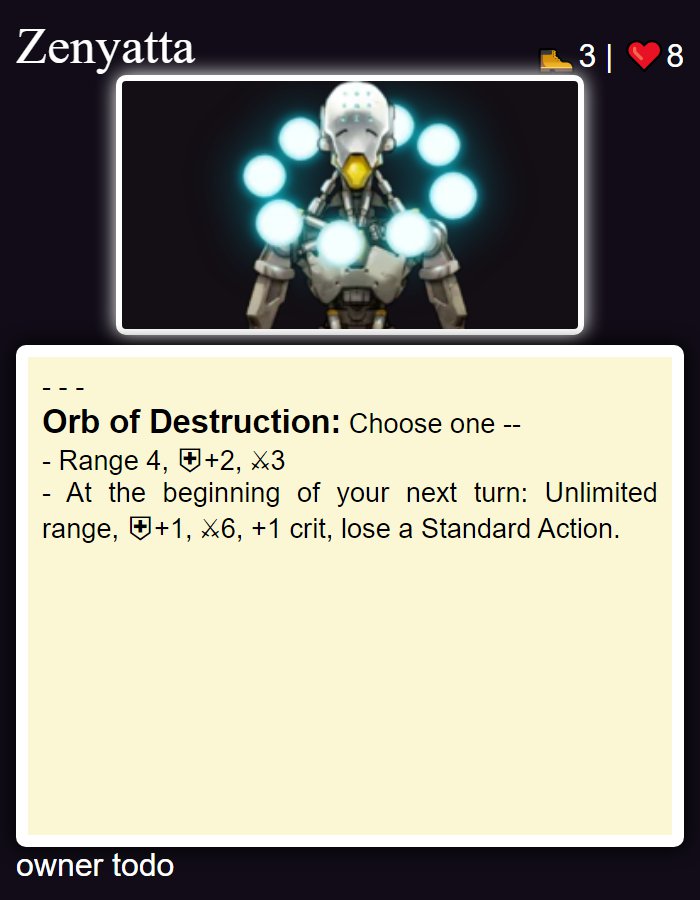 Zenyatta
🥾3 | ❤️8
- - -
Orb of Destruction: Choose one --
- Range 4, ⛨+2, ⚔3
- At the beginning of your next turn: Unlimited
range, ⛨+1, ⚔6, +1 crit, lose a Standard Action.
owner todo